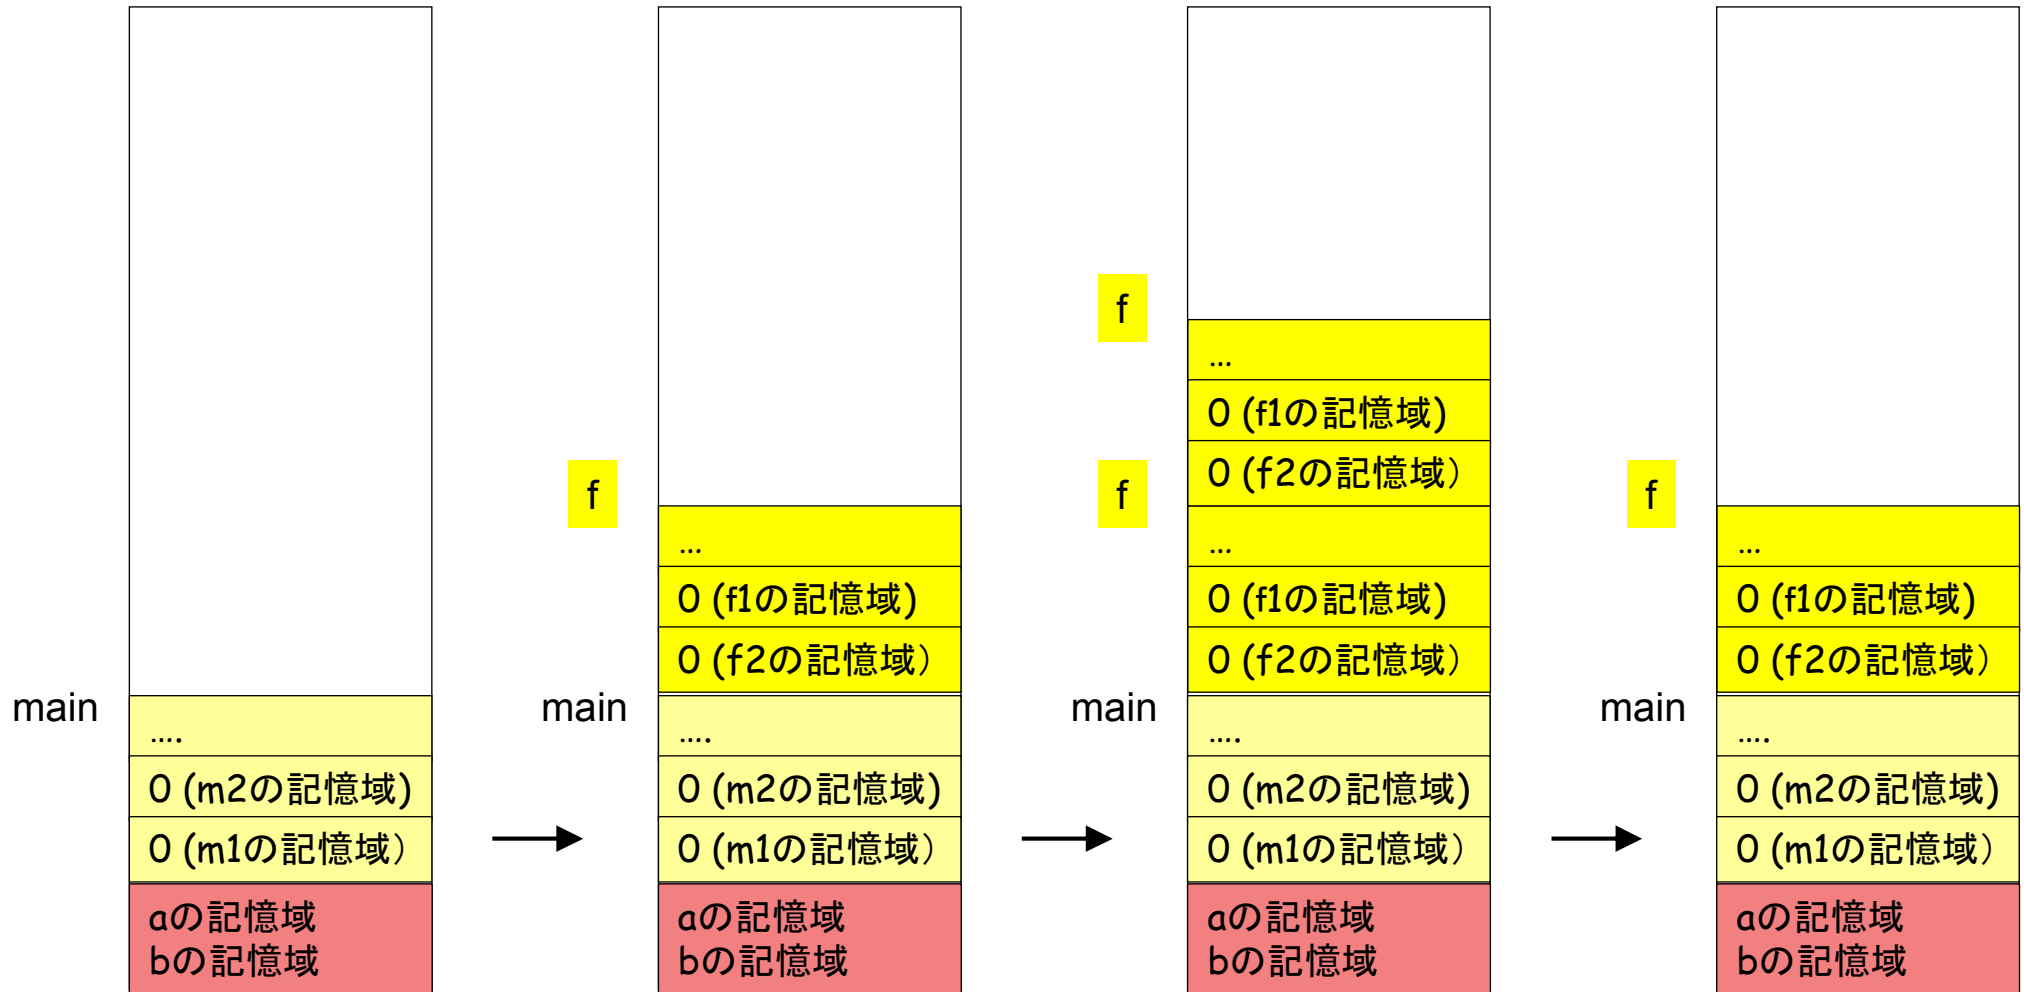 main
….
0 (m2の記憶域)
0 (m1の記憶域）
aの記憶域
bの記憶域
f
…
0 (f1の記憶域)
0 (f2の記憶域）
main
….
0 (m2の記憶域)
0 (m1の記憶域）
aの記憶域
bの記憶域
f
…
0 (f1の記憶域)
0 (f2の記憶域）
f
…
0 (f1の記憶域)
0 (f2の記憶域）
main
….
0 (m2の記憶域)
0 (m1の記憶域）
aの記憶域
bの記憶域
f
…
0 (f1の記憶域)
0 (f2の記憶域）
main
….
0 (m2の記憶域)
0 (m1の記憶域）
aの記憶域
bの記憶域